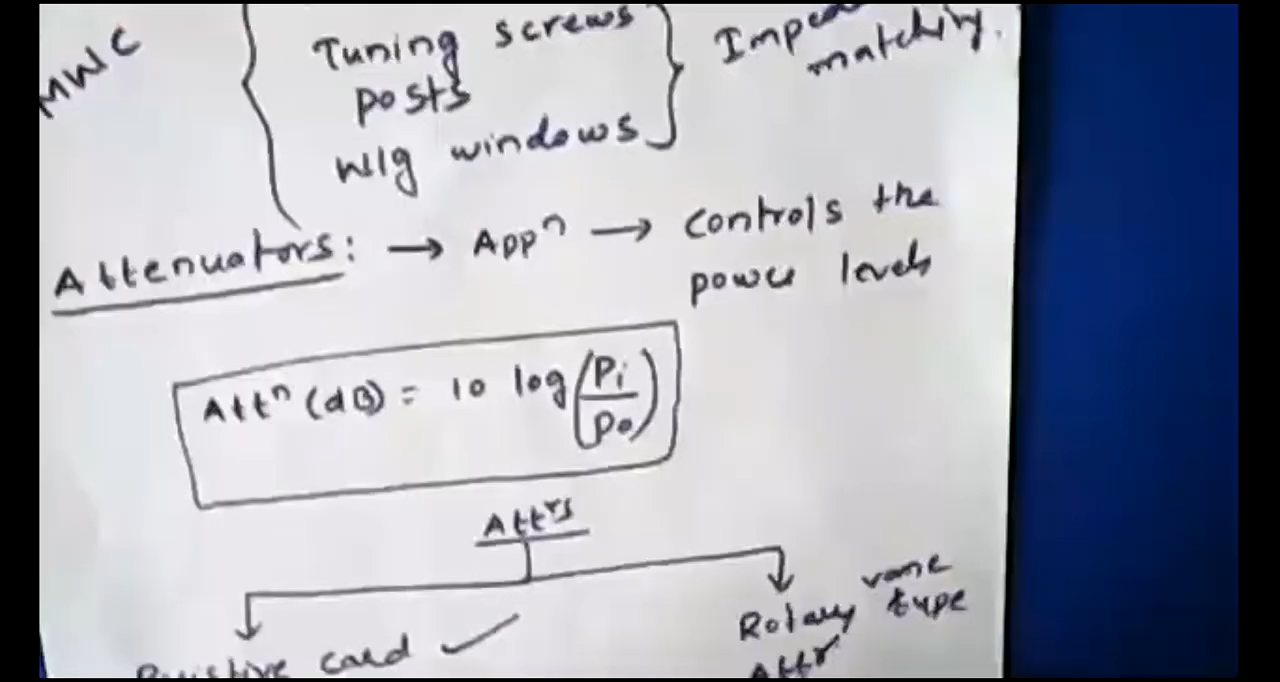 MWC
Tuning screws
posts
W/g windows
matching.
Attenuators: → Appⁿ → controls the
power levels
Attⁿ (dB) = 10 log (Pi/Po)
Attʳs
card ✓
Rotary vane type
Attʳ